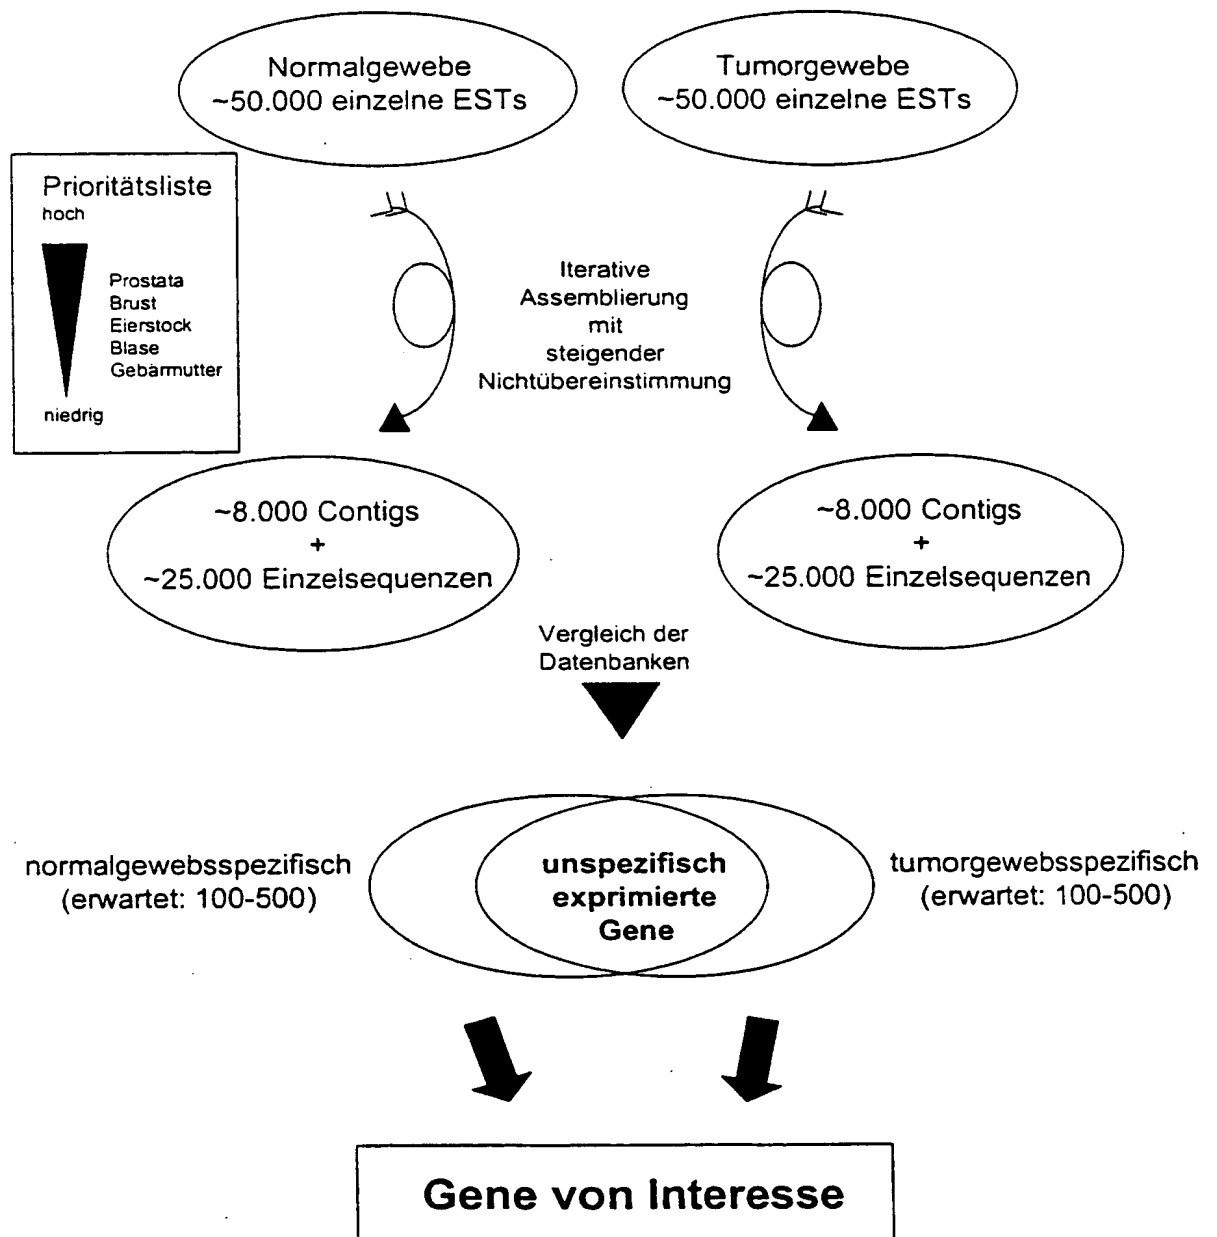 Normalgewebe
~50.000 einzelne ESTs
Tumorgewebe
~50.000 einzelne ESTs
Prioritätsliste
hoch
Prostata
Brust
Eierstock
Blase
Gebärmutter
niedrig
Iterative
Assemblierung
mit
steigender
Nichtübereinstimmung
~8.000 Contigs
+
~25.000 Einzelsequenzen
~8.000 Contigs
+
~25.000 Einzelsequenzen
Vergleich der
Datenbanken
normalgewebsspezifisch
(erwartet: 100-500)
unspezifisch
exprimierte
Gene
tumorgewebsspezifisch
(erwartet: 100-500)
Gene von Interesse